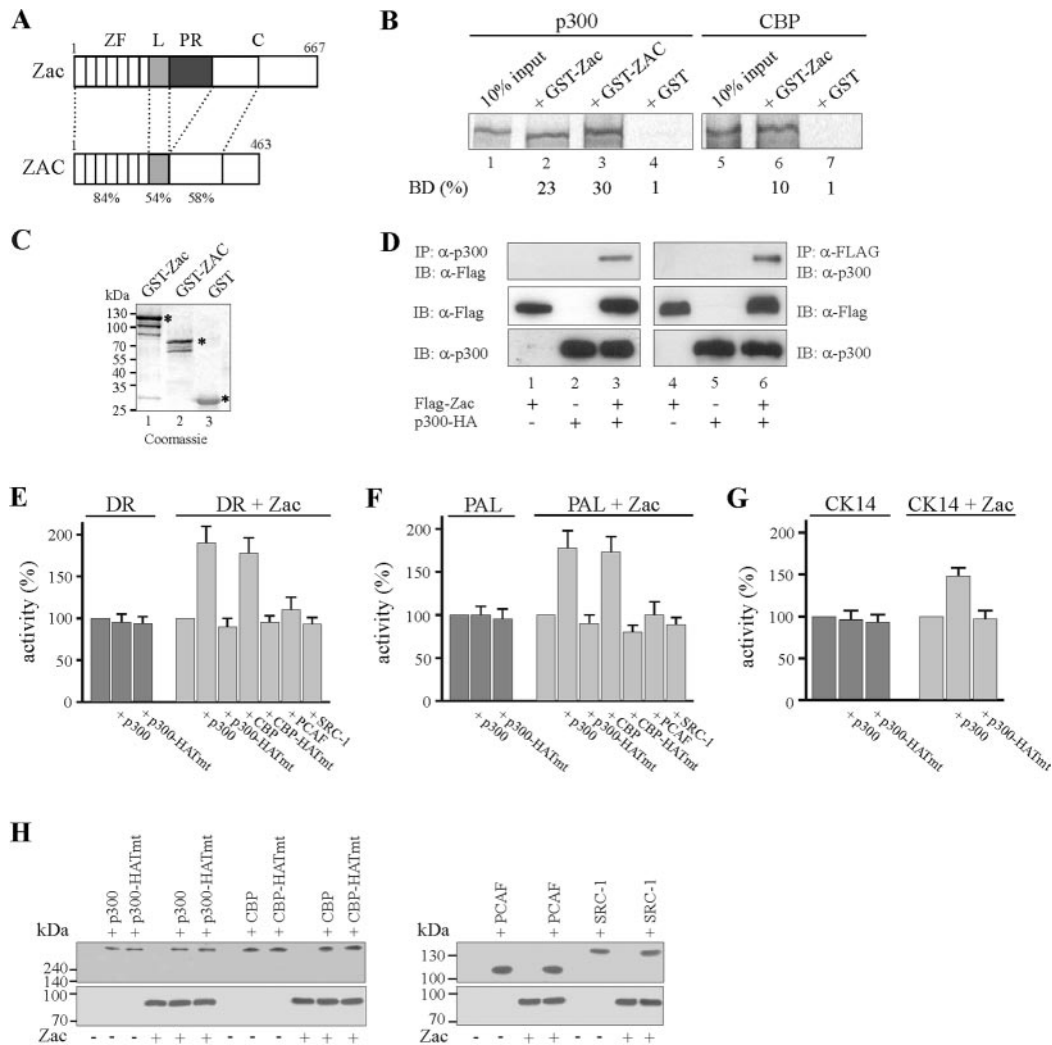 A
1 ZF L PR C 667
Zac
1 463
ZAC
84% 54% 58%
B
p300 CBP
10% input + GST-Zac + GST-ZAC + GST 10% input + GST-Zac + GST
1 2 3 4 5 6 7
BD (%) 23 30 1 10 1
C
GST-Zac GST-ZAC GST
kDa
130
100
70
55
40
35
25
* * *
1 2 3
Coomassie
D
IP: α-p300
IB: α-Flag
IP: α-FLAG
IB: α-p300
IB: α-Flag IB: α-Flag
IB: α-p300 IB: α-p300
1 2 3 4 5 6
Flag-Zac + - + + - +
p300-HA - + + - + +
E
DR DR + Zac
activity (%)
200
150
100
50
0
+ p300 + p300-HATmt + p300 + p300-HATmt + CBP + CBP-HATmt + PCAF + SRC-1
F
PAL PAL + Zac
activity (%)
200
150
100
50
0
+ p300 + p300-HATmt + p300 + p300-HATmt + CBP + CBP-HATmt + PCAF + SRC-1
G
CK14 CK14 + Zac
activity (%)
200
150
100
50
0
+ p300 + p300-HATmt + p300 + p300-HATmt
H
+ p300 + p300-HATmt + p300 + p300-HATmt + CBP + CBP-HATmt + CBP + CBP-HATmt
kDa
240
140
100
70
Zac - - - + + + - - - + + +
+ PCAF + PCAF + SRC-1 + SRC-1
kDa
130
100
100
70
Zac - - + + - - + +